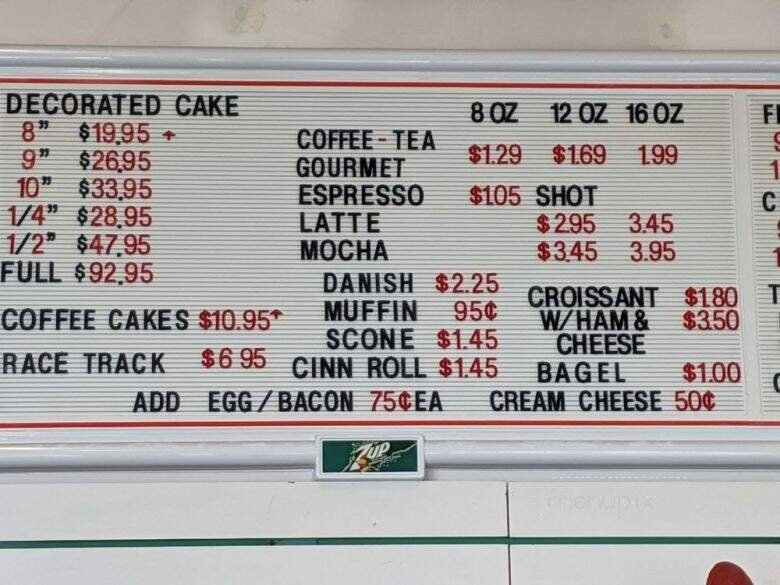 DECORATED CAKE
8" $19.95
9" $26.95
10" $33.95
1/4" $28.95
1/2" $47.95
FULL $92.95
COFFEE CAKES $10.95
RACE TRACK $6 95
8 OZ 12 OZ 16 OZ
COFFEE-TEA
GOURMET $1.29 $1.69 1.99
ESPRESSO $1.05 SHOT
LATTE $2.95 3.45
MOCHA $3.45 3.95
DANISH $2.25
MUFFIN 95¢
SCONE $1.45
CINN ROLL $1.45
CROISSANT $1.80
W/HAM & $3.50
CHEESE
BAGEL $1.00
ADD EGG/BACON 75¢EA CREAM CHEESE 50¢
7UP
menupix